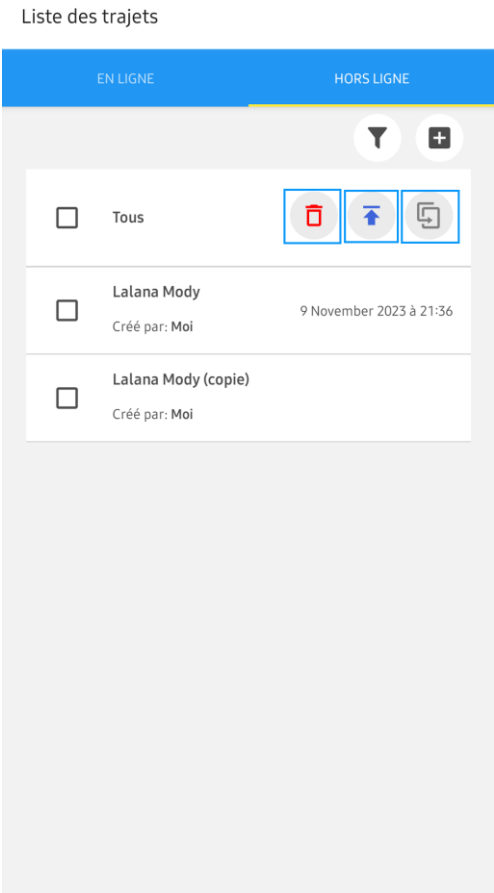 Liste des trajets
EN LIGNE
HORS LIGNE
Tous
Lalana Mody
9 November 2023 à 21:36
Créé par: Moi
Lalana Mody (copie)
Créé par: Moi